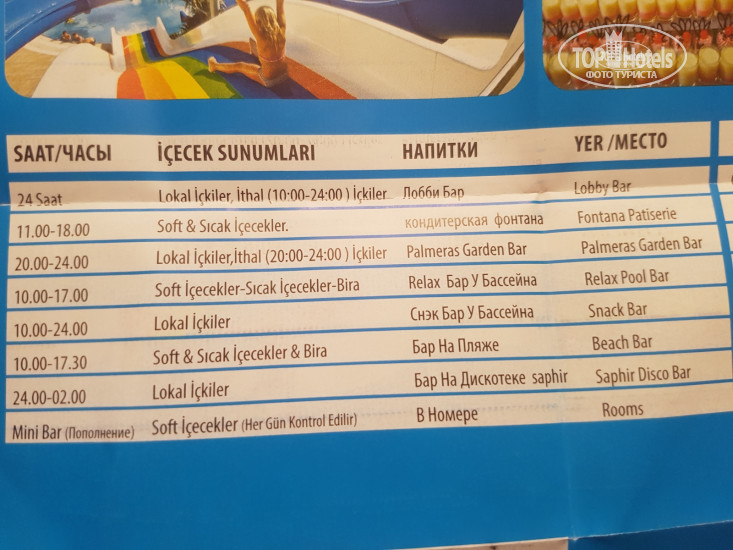 TOP Hotels
ФОТО ТУРИСТА
SAAT/ЧАСЫ İÇECEK SUNUMLARI НАПИТКИ YER /МЕСТО
24 Saat Lokal İçkiler, İthal (10:00-24:00 ) İçkiler Лобби Бар Lobby Bar
11.00-18.00 Soft & Sıcak İçecekler. кондитерская фонтана Fontana Patiserie
20.00-24.00 Lokal İçkiler,İthal (20:00-24:00 ) İçkiler Palmeras Garden Bar Palmeras Garden Bar
10.00-17.00 Soft İçecekler-Sıcak İçecekler-Bira Relax Бар У Бассейна Relax Pool Bar
10.00-24.00 Lokal İçkiler Снэк Бар У Бассейна Snack Bar
10.00-17.30 Soft & Sıcak İçecekler & Bira Бар На Пляже Beach Bar
24.00-02.00 Lokal İçkiler Бар На Дискотеке saphir Saphir Disco Bar
Mini Bar (Пополнение) Soft İçecekler (Her Gün Kontrol Edilir) В Номере Rooms